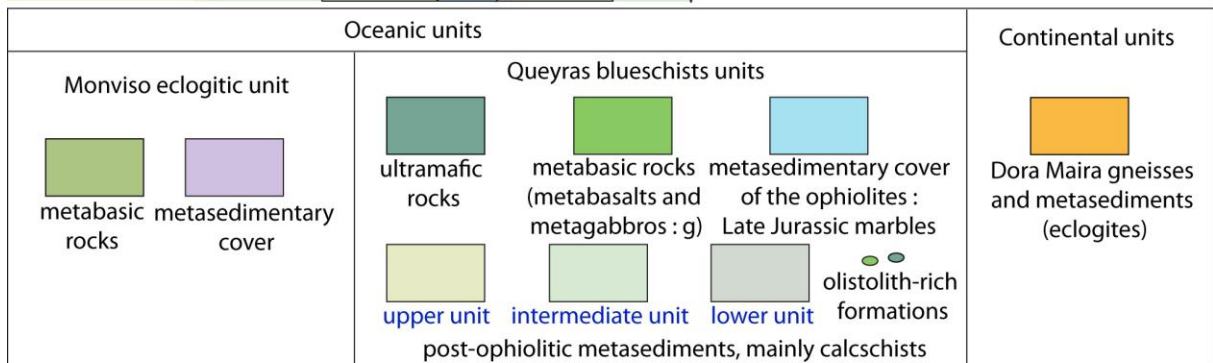 Oceanic units
Continental units
Monviso eclogitic unit
Queyras blueschists units
metabasic
rocks
metasedimentary
cover
ultramafic
rocks
metabasic rocks
(metabasalts and
metagabbros : g)
metasedimentary cover
of the ophiolites :
Late Jurassic marbles
Dora Maira gneisses
and metasediments
(eclogites)
upper unit
intermediate unit
lower unit
olistolith-rich
formations
post-ophiolitic metasediments, mainly calcschists